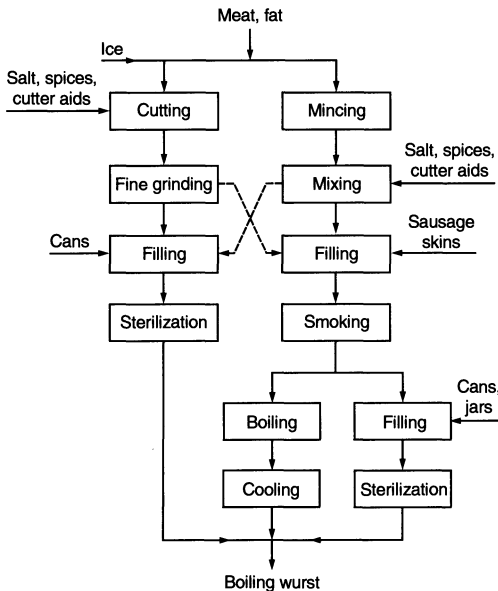 Meat, fat
Ice
Salt, spices,
cutter aids
Cutting
Mincing
Fine grinding
Mixing
Salt, spices,
cutter aids
Cans
Filling
Filling
Sausage
skins
Sterilization
Smoking
Boiling
Filling
Cans,
jars
Cooling
Sterilization
Boiling wurst